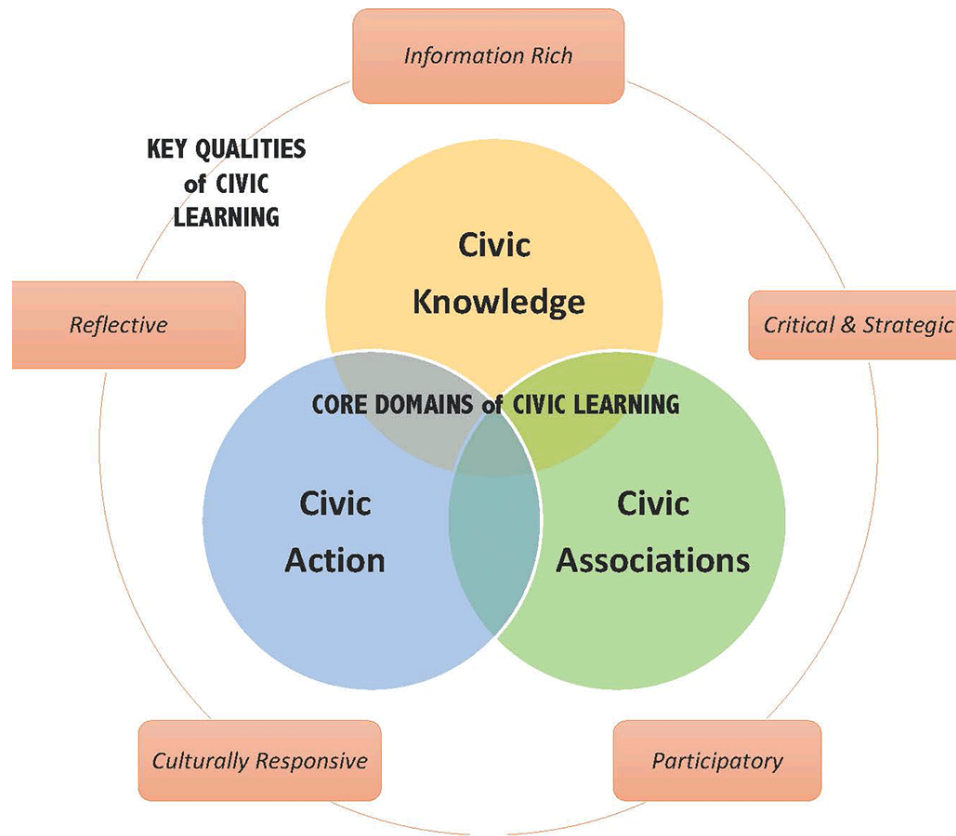 Information Rich
KEY QUALITIES
of CIVIC
LEARNING
Civic
Knowledge
Reflective
Critical & Strategic
CORE DOMAINS of CIVIC LEARNING
Civic
Action
Civic
Associations
Culturally Responsive
Participatory